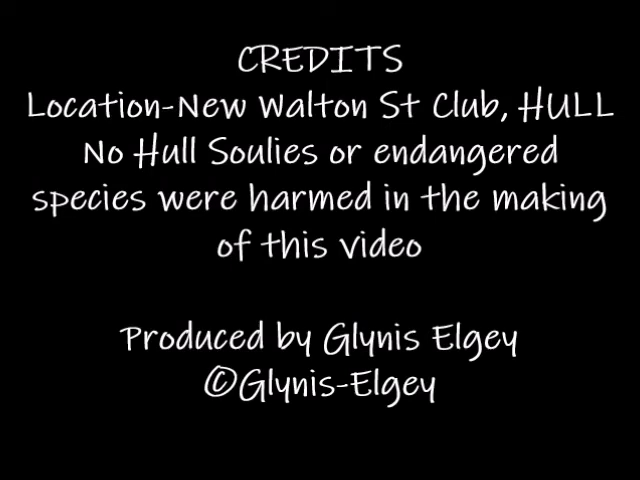 CREDITS
Location-New Walton St Club, HULL
No Hull Soulies or endangered
species were harmed in the making
of this video
Produced by Glynis Elgey
©Glynis-Elgey